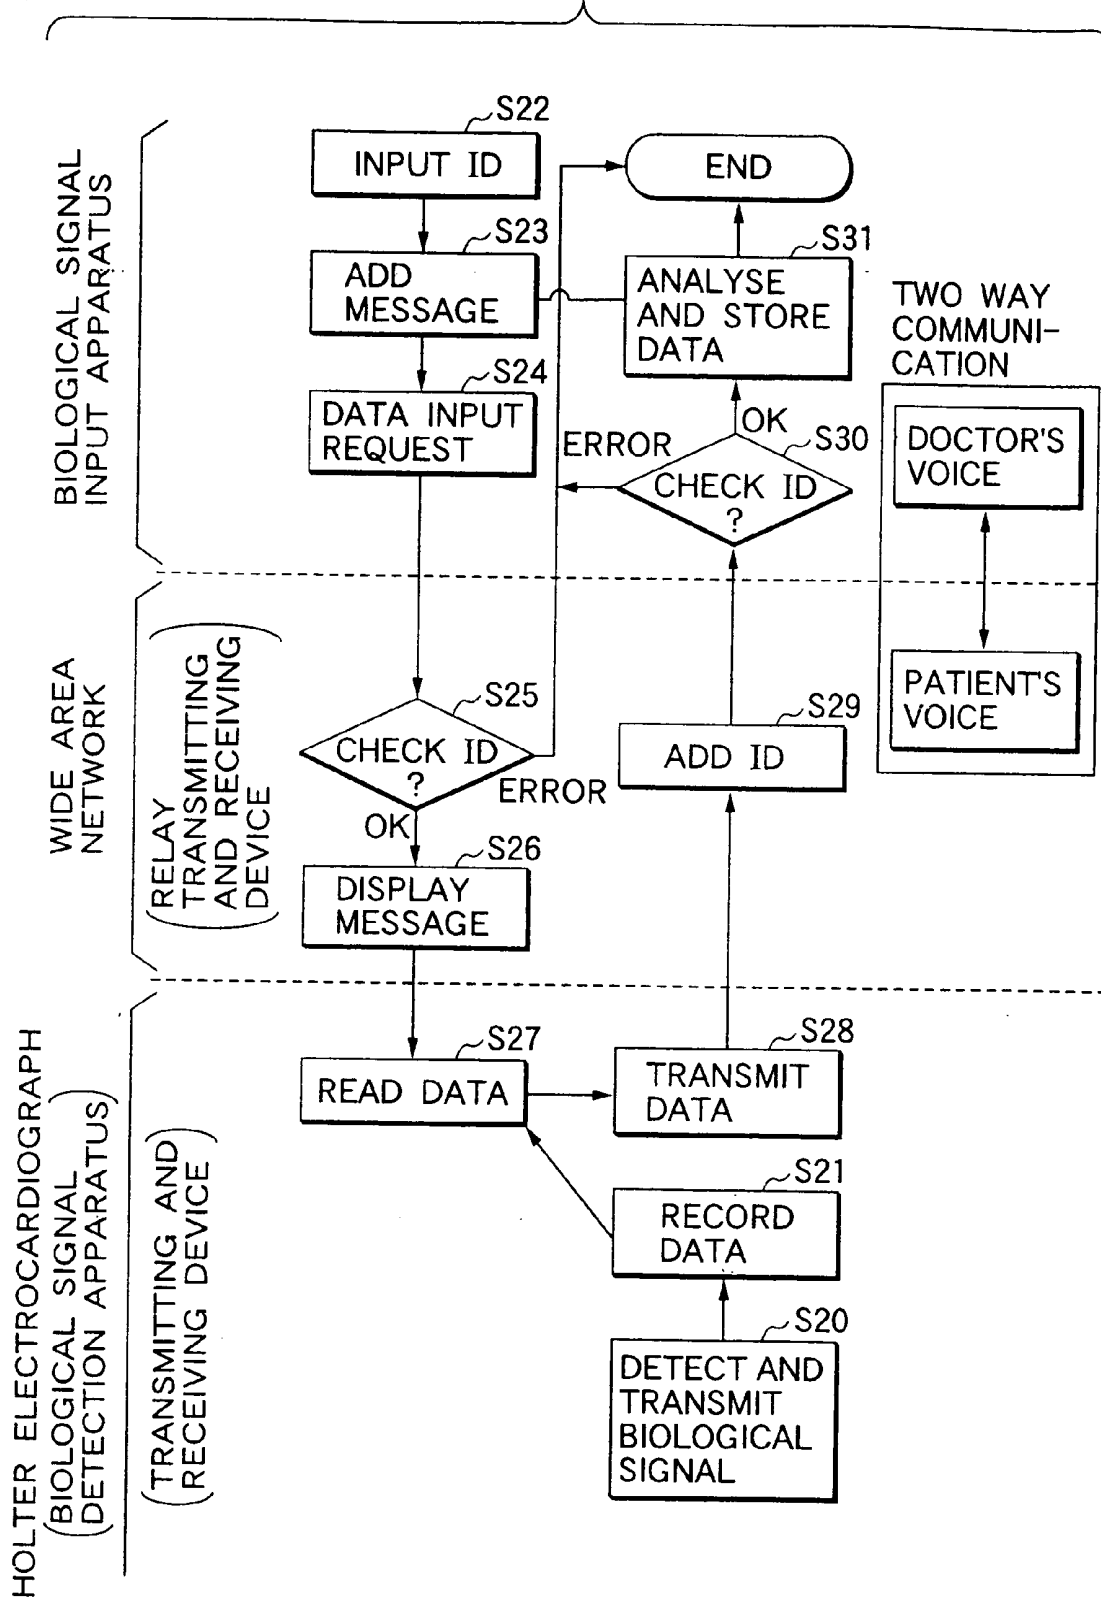 BIOLOGICAL SIGNAL
INPUT APPARATUS
S22
INPUT ID
END
S23
ADD
MESSAGE
S31
ANALYSE
AND STORE
DATA
S24
DATA INPUT
REQUEST
OK
ERROR
S30
CHECK ID
?
TWO WAY
COMMUNI-
CATION
DOCTOR'S
VOICE
PATIENT'S
VOICE
WIDE AREA
NETWORK
(RELAY
TRANSMITTING
AND RECEIVING
DEVICE)
S25
CHECK ID
?
ERROR
OK
S29
ADD ID
S26
DISPLAY
MESSAGE
HOLTER ELECTROCARDIOGRAPH
(BIOLOGICAL SIGNAL
DETECTION APPARATUS)
(TRANSMITTING AND
RECEIVING DEVICE)
S27
READ DATA
S28
TRANSMIT
DATA
S21
RECORD
DATA
S20
DETECT AND
TRANSMIT
BIOLOGICAL
SIGNAL